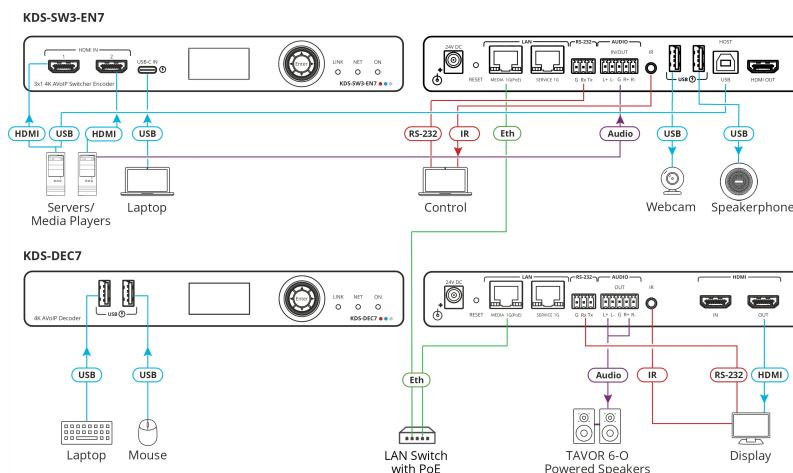 KDS-SW3-EN7
HDMI IN
1
2
USB-C IN
Enter
LINK
NET
ON
3x1 4K AVoIP Switcher Encoder
KDS-SW3-EN7
24V DC
LAN
RS-232
AUDIO
IN/OUT
IR
HOST
RESET
MEDIA 1G(PoE)
SERVICE 1G
G Rx Tx
L+ L- G R+ R-
USB
USB
HDMI OUT
HDMI
USB
HDMI
USB
RS-232
IR
Eth
Audio
USB
USB
Servers/
Media Players
Laptop
Control
Webcam
Speakerphone
KDS-DEC7
USB
Enter
LINK
NET
ON
4K AVoIP Decoder
KDS-DEC7
24V DC
LAN
RS-232
AUDIO
OUT
IR
HDMI
RESET
MEDIA 1G(PoE)
SERVICE 1G
G Rx Tx
L+ L- G R+ R-
IN
OUT
USB
USB
Eth
Audio
IR
RS-232
HDMI
Laptop
Mouse
LAN Switch
with PoE
TAVOR 6-O
Powered Speakers
Display